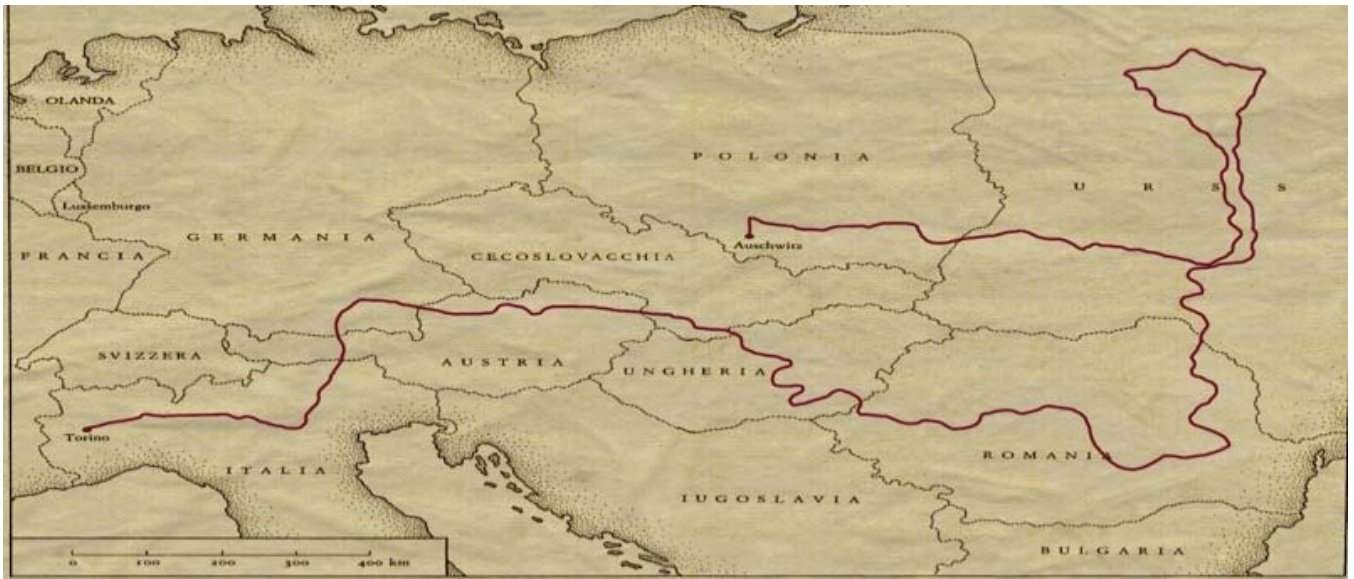 OLANDA
POLONIA
BELGIO
URSS
Lussemburgo
GERMANIA
Auschwitz
FRANCIA
CECOSLOVACCHIA
SVIZZERA
AUSTRIA
UNGHERIA
Torino
ROMANIA
ITALIA
IUGOSLAVIA
BULGARIA
0 100 200 300 400 km